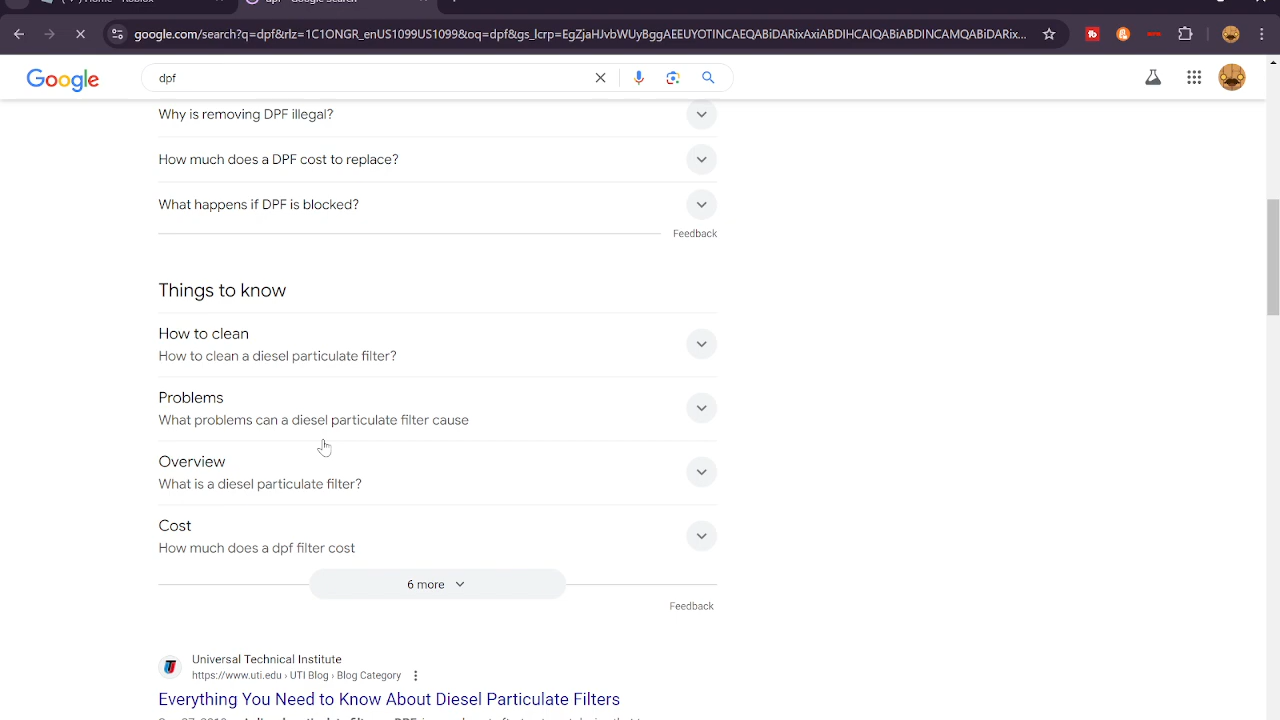 google.com/search?q=dpf&rlz=1C1ONGR_enUS1099US1099&oq=dpf&gs_lcrp=EgZjaHJvbWUyBggAEEUYOTINCAEQABiDARixAxiABDIHCAIQABiABDINCAMQABiDARix...
Google
dpf
Why is removing DPF illegal?
How much does a DPF cost to replace?
What happens if DPF is blocked?
Feedback
Things to know
How to clean
How to clean a diesel particulate filter?
Problems
What problems can a diesel particulate filter cause
Overview
What is a diesel particulate filter?
Cost
How much does a dpf filter cost
6 more
Feedback
Universal Technical Institute
https://www.uti.edu › UTI Blog › Blog Category
Everything You Need to Know About Diesel Particulate Filters